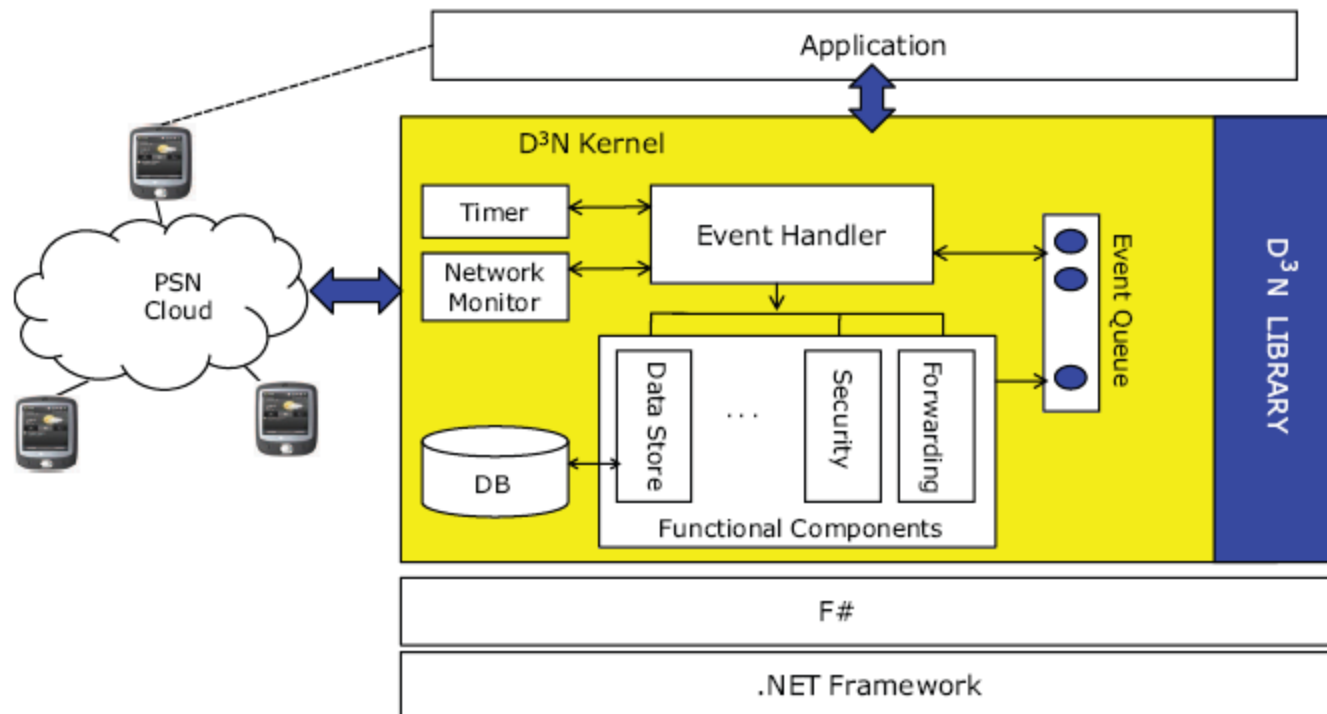 Application
D³N Kernel
Timer
Event Handler
Network
Monitor
PSN
Cloud
Event Queue
D³N LIBRARY
Data Store
...
Security
Forwarding
DB
Functional Components
F#
.NET Framework